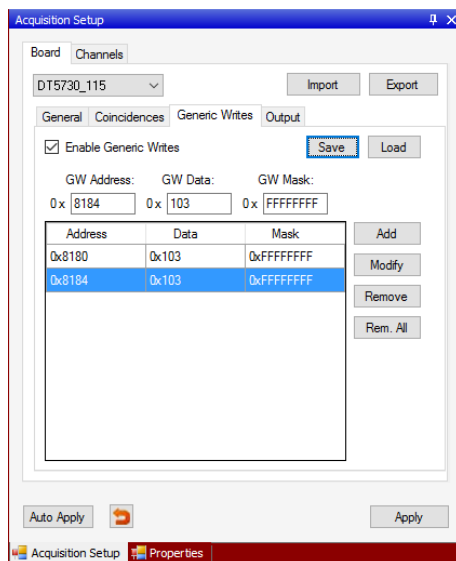 Acquisition Setup
Board Channels
DT5730_115 Import Export
General Coincidences Generic Writes Output
Enable Generic Writes Save Load
GW Address: GW Data: GW Mask:
0x 8184 0x 103 0x FFFFFFFF
Address Data Mask Add
0x8180 0x103 0xFFFFFFFF
Modify
0x8184 0x103 0xFFFFFFFF
Remove
Rem. All
Auto Apply Apply
Acquisition Setup Properties